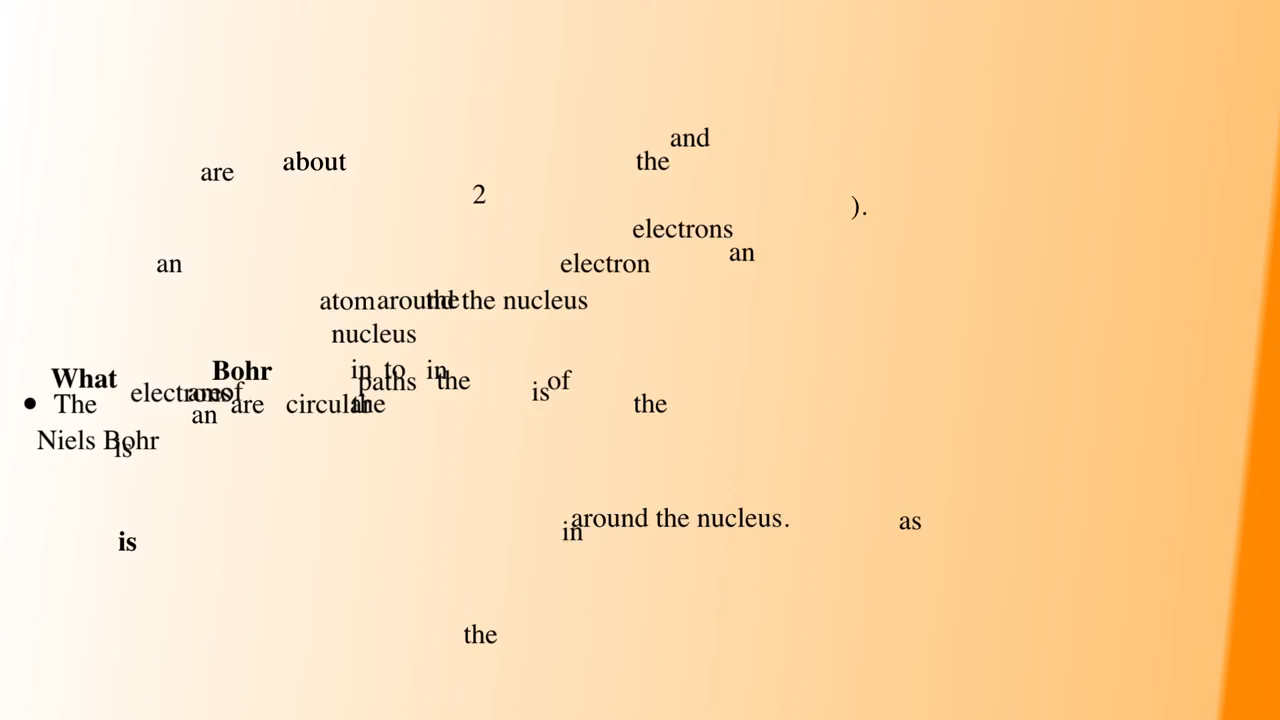 and
are about the
2
).
electrons
an electron an
atom around the the nucleus
nucleus
What Bohr in to in
paths the of
electrons of is
• The an are circular the the
Niels Bohr is
around the nucleus. as
in
is
the